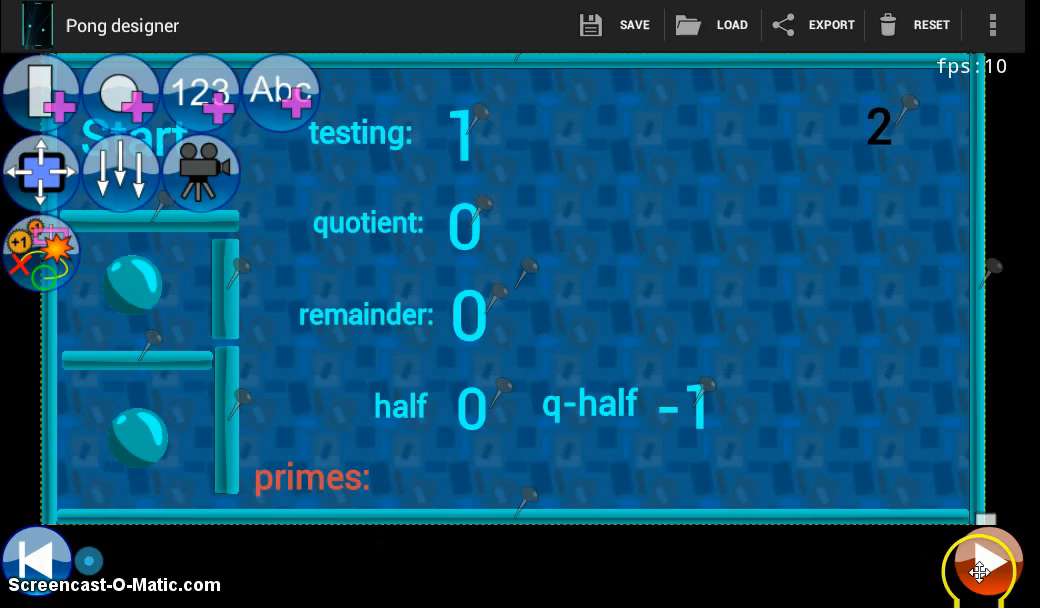 Pong designer
SAVE
LOAD
EXPORT
RESET
fps:10
123
Abc
Start
testing: 1
2
quotient: 0
remainder: 0
half 0 q-half -1
primes:
+1
Screencast-O-Matic.com